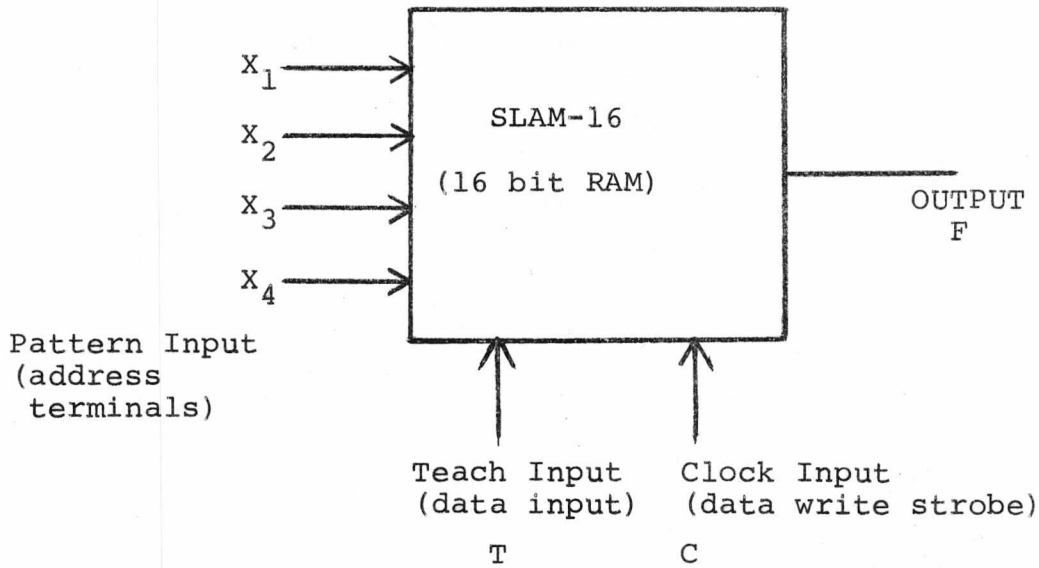 X1
X2
X3
X4
SLAM-16
(16 bit RAM)
OUTPUT
F
Pattern Input
(address
terminals)
Teach Input
(data input)
T
Clock Input
(data write strobe)
C